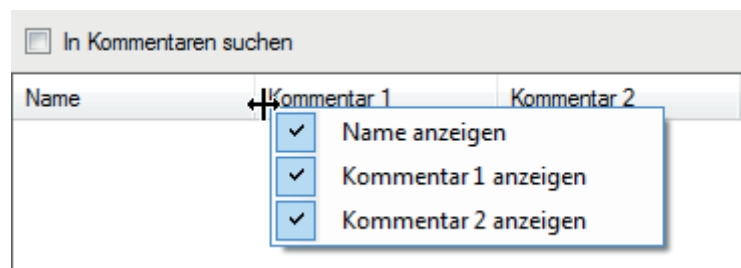 In Kommentaren suchen
Name Kommentar 1 Kommentar 2
Name anzeigen
Kommentar 1 anzeigen
Kommentar 2 anzeigen